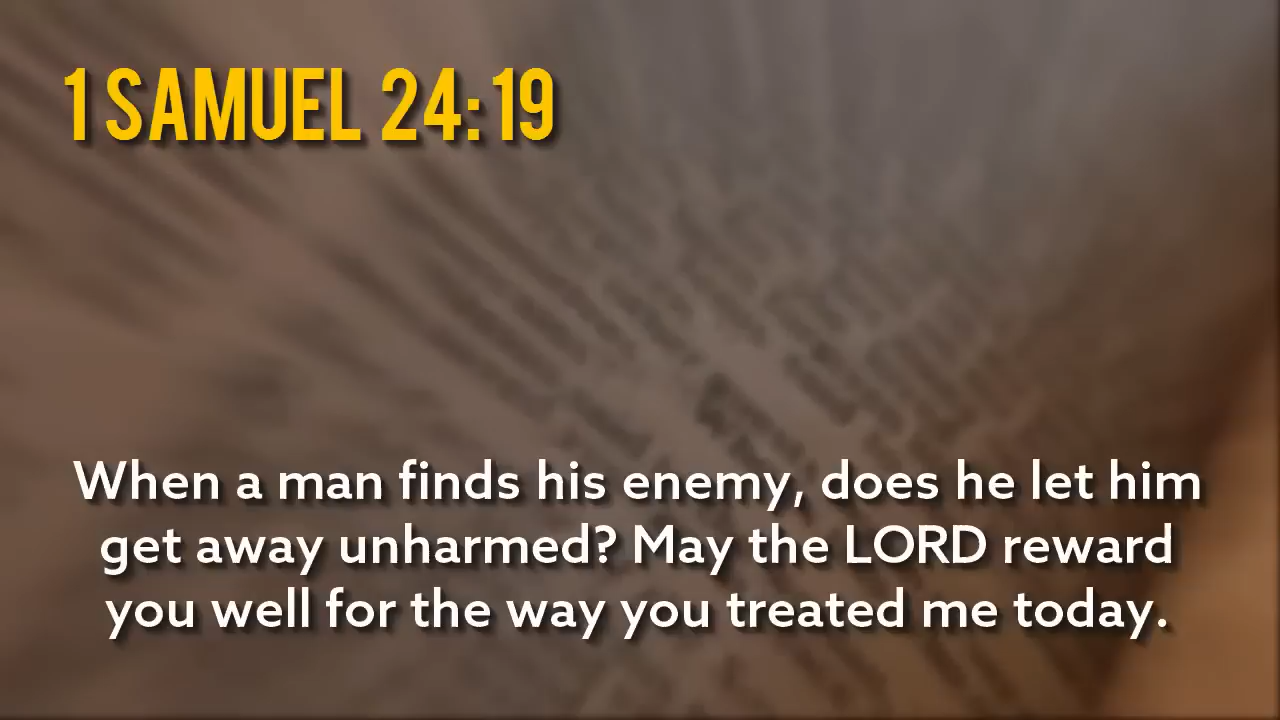 1 SAMUEL 24:19
When a man finds his enemy, does he let him
get away unharmed? May the LORD reward
you well for the way you treated me today.